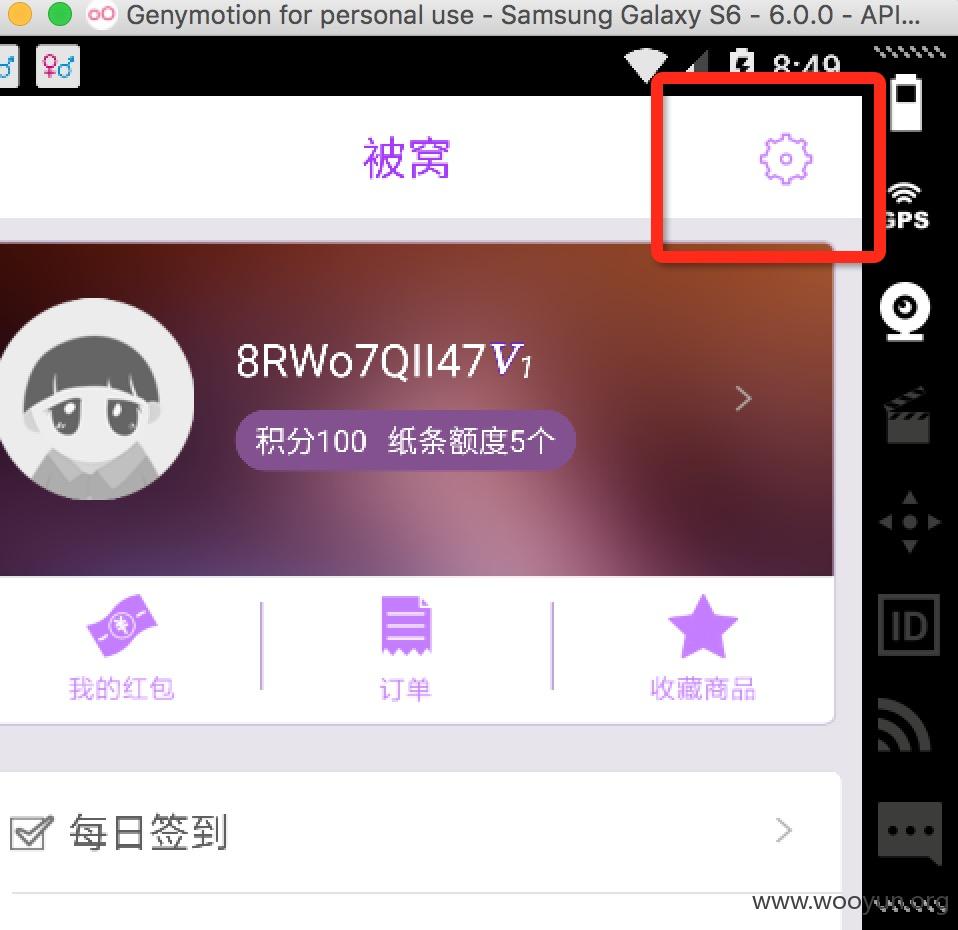 Genymotion for personal use - Samsung Galaxy S6 - 6.0.0 - API...
8:49
被窝
GPS
8RWo7QII47 V1
积分100 纸条额度5个
ID
我的红包
订单
收藏商品
每日签到
www.wooyun.org